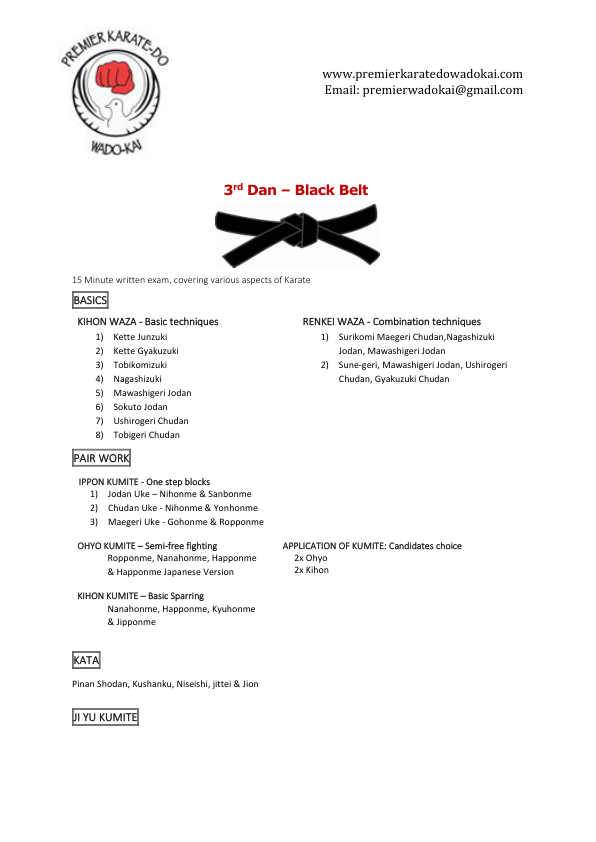 PREMIER KARATE-DO
WADO-KAI
www.premierkaratedowadokai.com
Email: premierwadokai@gmail.com
3rd Dan – Black Belt
15 Minute written exam, covering various aspects of Karate
BASICS
KIHON WAZA - Basic techniques
1) Kette Junzuki
2) Kette Gyakuzuki
3) Tobikomizuki
4) Nagashizuki
5) Mawashigeri Jodan
6) Sokuto Jodan
7) Ushirogeri Chudan
8) Tobigeri Chudan
RENKEI WAZA - Combination techniques
1) Surikomi Maegeri Chudan,Nagashizuki
Jodan, Mawashigeri Jodan
2) Sune-geri, Mawashigeri Jodan, Ushirogeri
Chudan, Gyakuzuki Chudan
PAIR WORK
IPPON KUMITE - One step blocks
1) Jodan Uke – Nihonme & Sanbonme
2) Chudan Uke - Nihonme & Yonhonme
3) Maegeri Uke - Gohonme & Ropponme
OHYO KUMITE – Semi-free fighting
Ropponme, Nanahonme, Happonme
& Happonme Japanese Version
APPLICATION OF KUMITE: Candidates choice
2x Ohyo
2x Kihon
KIHON KUMITE – Basic Sparring
Nanahonme, Happonme, Kyuhonme
& Jipponme
KATA
Pinan Shodan, Kushanku, Niseishi, jittei & Jion
JI YU KUMITE